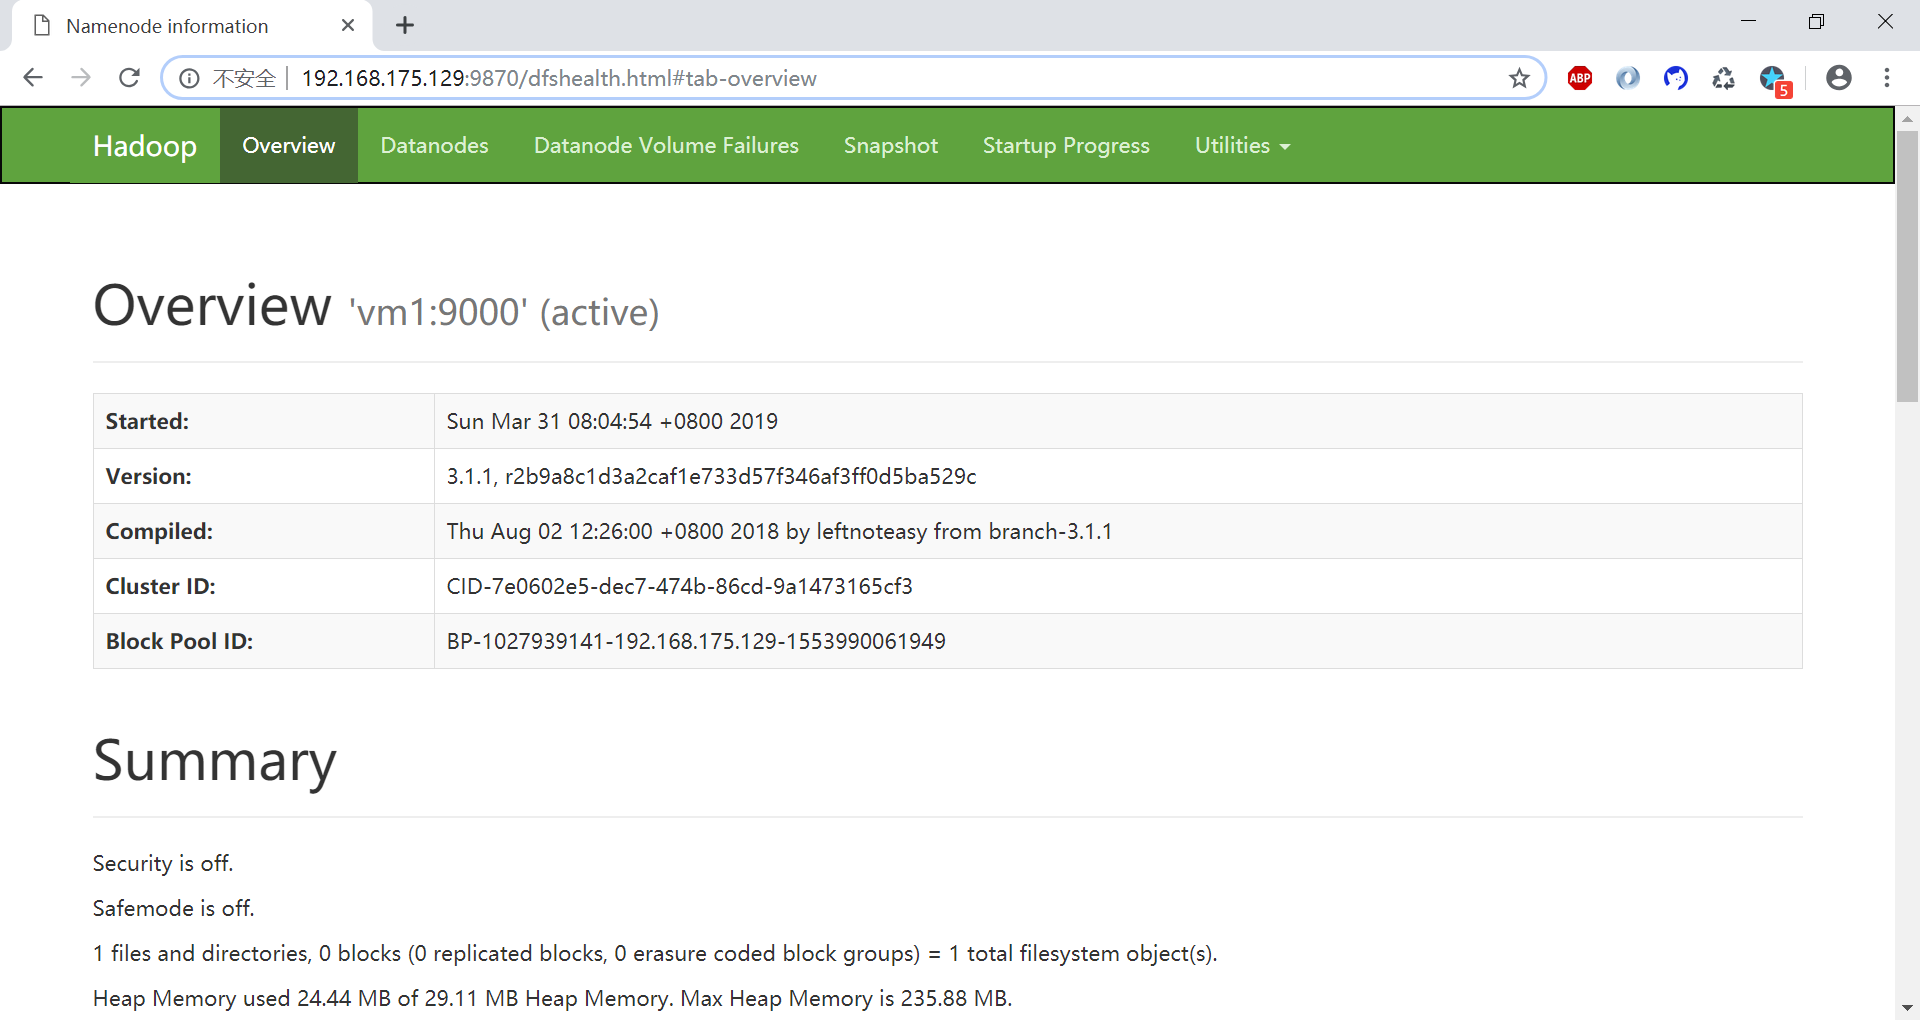 Namenode information
不安全 192.168.175.129:9870/dfshealth.html#tab-overview
ABP
5
Hadoop Overview Datanodes Datanode Volume Failures Snapshot Startup Progress Utilities
Overview 'vm1:9000' (active)
Started: Sun Mar 31 08:04:54 +0800 2019
Version: 3.1.1, r2b9a8c1d3a2caf1e733d57f346af3ff0d5ba529c
Compiled: Thu Aug 02 12:26:00 +0800 2018 by leftnoteasy from branch-3.1.1
Cluster ID: CID-7e0602e5-dec7-474b-86cd-9a1473165cf3
Block Pool ID: BP-1027939141-192.168.175.129-1553990061949
Summary
Security is off.
Safemode is off.
1 files and directories, 0 blocks (0 replicated blocks, 0 erasure coded block groups) = 1 total filesystem object(s).
Heap Memory used 24.44 MB of 29.11 MB Heap Memory. Max Heap Memory is 235.88 MB.